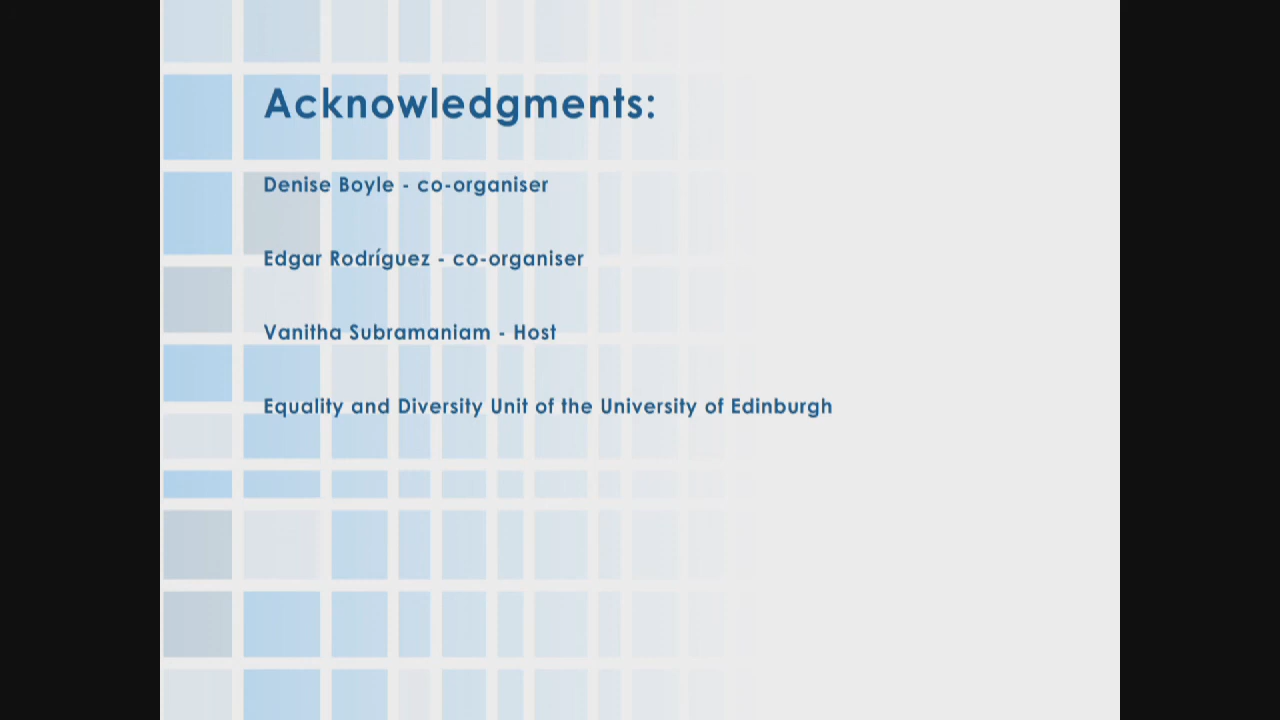 Acknowledgments:
Denise Boyle - co-organiser
Edgar Rodríguez - co-organiser
Vanitha Subramaniam - Host
Equality and Diversity Unit of the University of Edinburgh